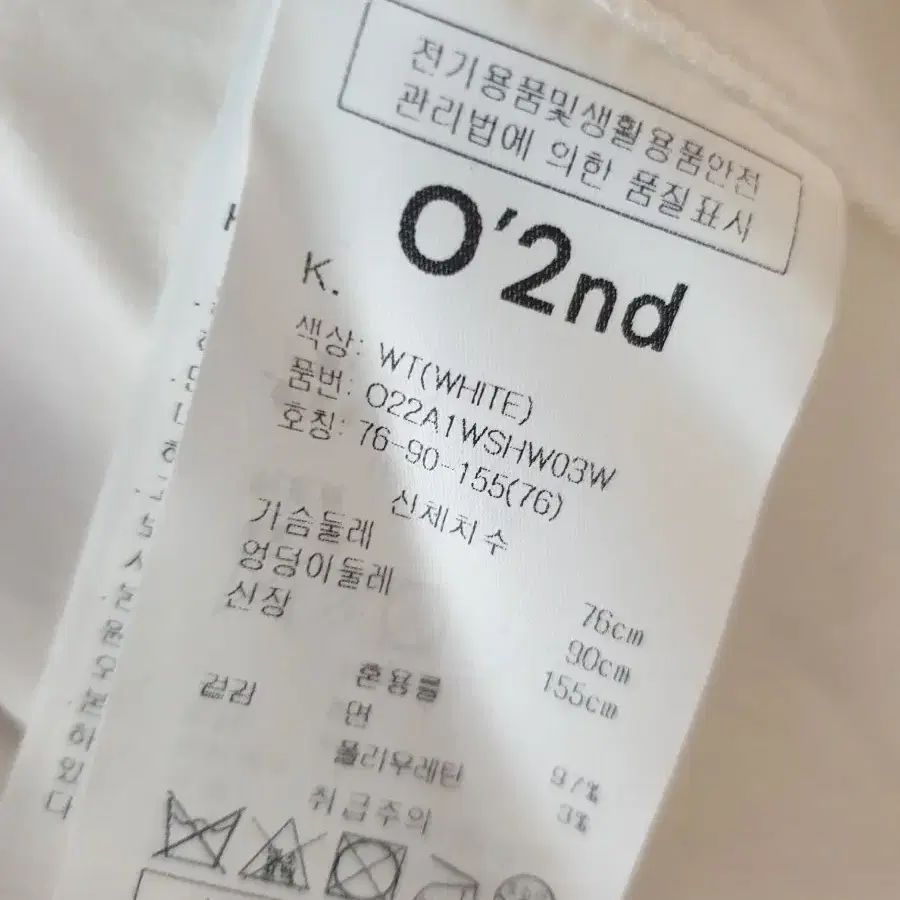 전기용품및생활용품안전
관리법에 의한 품질표시
O'2nd
K.
색상: WT(WHITE)
품번: O22A1WSHW03W
호칭: 76-90-155(76)
신체치수
가슴둘레 76cm
엉덩이둘레 90cm
신장 155cm
겉감 혼용률
면 97%
폴리우레탄 3%
취급주의